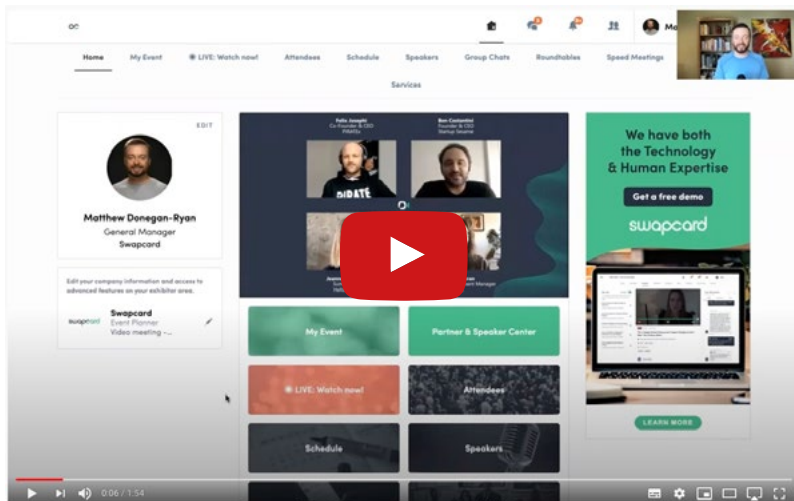 Home
My Event
LIVE: Watch now!
Attendees
Schedule
Speakers
Group Chats
Roundtables
Speed Meetings
Services
EDIT
Matthew Donegan-Ryan
General Manager
Swapcard
Edit your company information and access to
advanced features on your exhibitor area.
swapcard
Swapcard
Event Planner
Video meeting -...
Felix Josephi
Co-Founder & CEO
PIRATEx
Ben Costantini
Founder & CEO
Startup Sesame
PIRATE
My Event
Partner & Speaker Center
LIVE: Watch now!
Attendees
Schedule
Speakers
We have both
the Technology
& Human Expertise
Get a free demo
swapcard
LEARN MORE
0:06 / 1:54